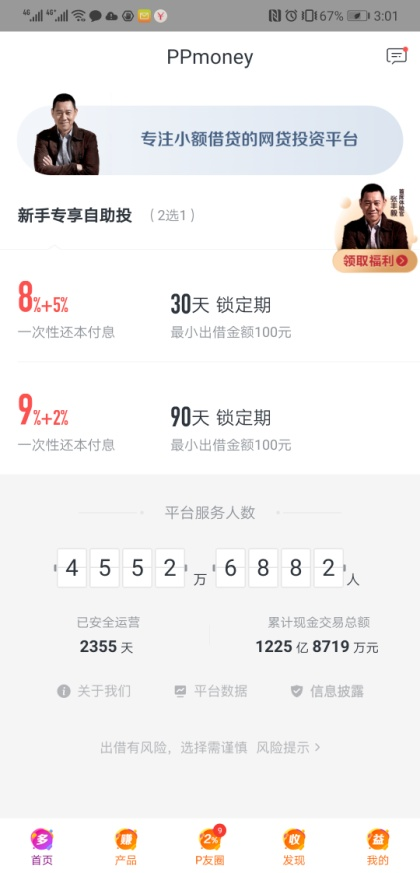 4G 4G+ 67% 3:01
PPmoney
专注小额借贷的网贷投资平台
新手专享自助投 (2选1)
领取福利
8%+5% 30天 锁定期
一次性还本付息 最小出借金额100元
9%+2% 90天 锁定期
一次性还本付息 最小出借金额100元
平台服务人数
4552万6882人
已安全运营 累计现金交易总额
2355 天 1225 亿 8719 万元
关于我们 平台数据 信息披露
出借有风险，选择需谨慎 风险提示 >
多 赚 2% 9 收 益
首页 产品 P友圈 发现 我的